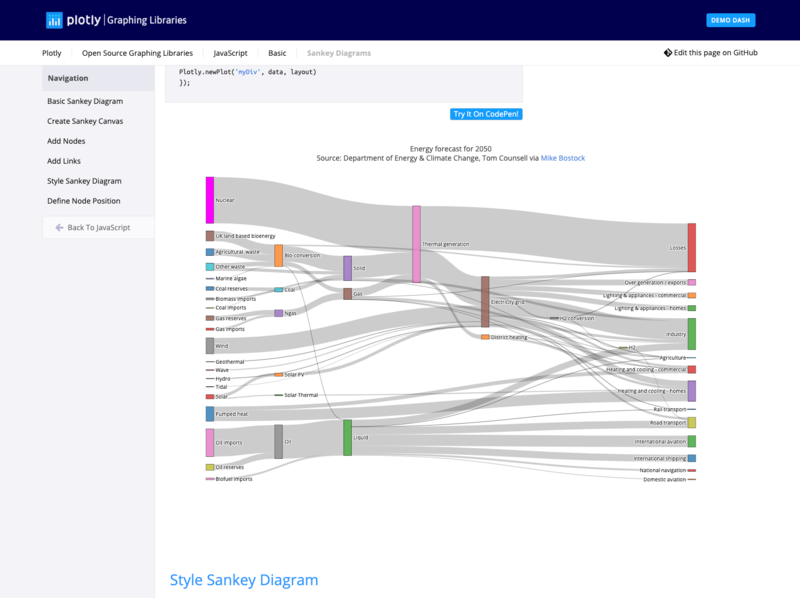 plotly | Graphing Libraries
DEMO DASH
Plotly
Open Source Graphing Libraries
JavaScript
Basic
Sankey Diagrams
Edit this page on GitHub
Navigation
Basic Sankey Diagram
Create Sankey Canvas
Add Nodes
Add Links
Style Sankey Diagram
Define Node Position
Back To JavaScript
Plotly.newPlot('myDiv', data, layout)
});
Try It On CodePen!
Energy forecast for 2050
Source: Department of Energy & Climate Change, Tom Counsell via Mike Bostock
Nuclear
UK land based bioenergy
Agricultural 'waste'
Other waste
Marine algae
Coal reserves
Biomass imports
Coal imports
Gas reserves
Gas imports
Wind
Geothermal
Wave
Hydro
Tidal
Solar
Pumped heat
Oil imports
Oil reserves
Biofuel imports
Bio-conversion
Coal
Ngas
Solar PV
Solar Thermal
Oil
Solid
Gas
Liquid
Thermal generation
Electricity grid
District heating
H2 conversion
H2
Losses
Over generation / exports
Lighting & appliances - commercial
Lighting & appliances - homes
Industry
Agriculture
Heating and cooling - commercial
Heating and cooling - homes
Rail transport
Road transport
International aviation
International shipping
National navigation
Domestic aviation
Style Sankey Diagram